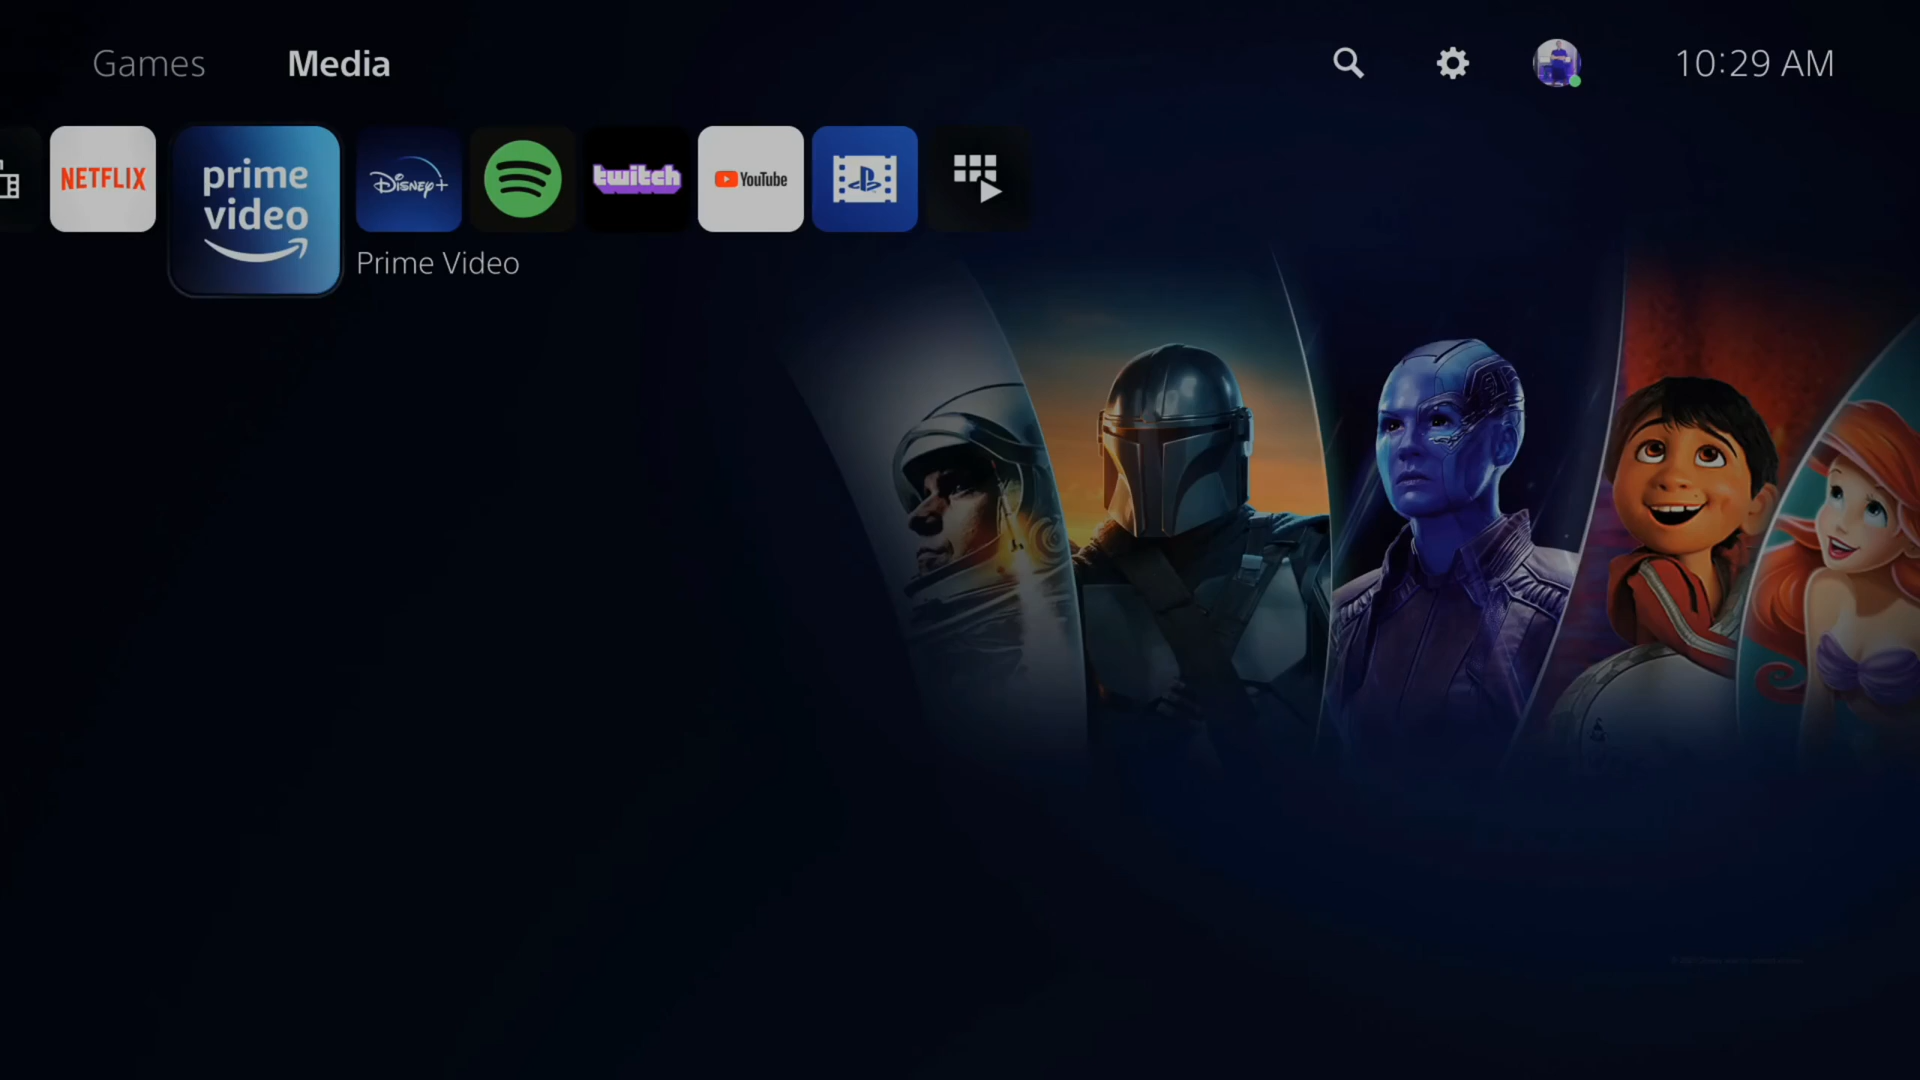 Games Media 10:29 AM
NETFLIX
prime video
Disney+
twitch
YouTube
Prime Video